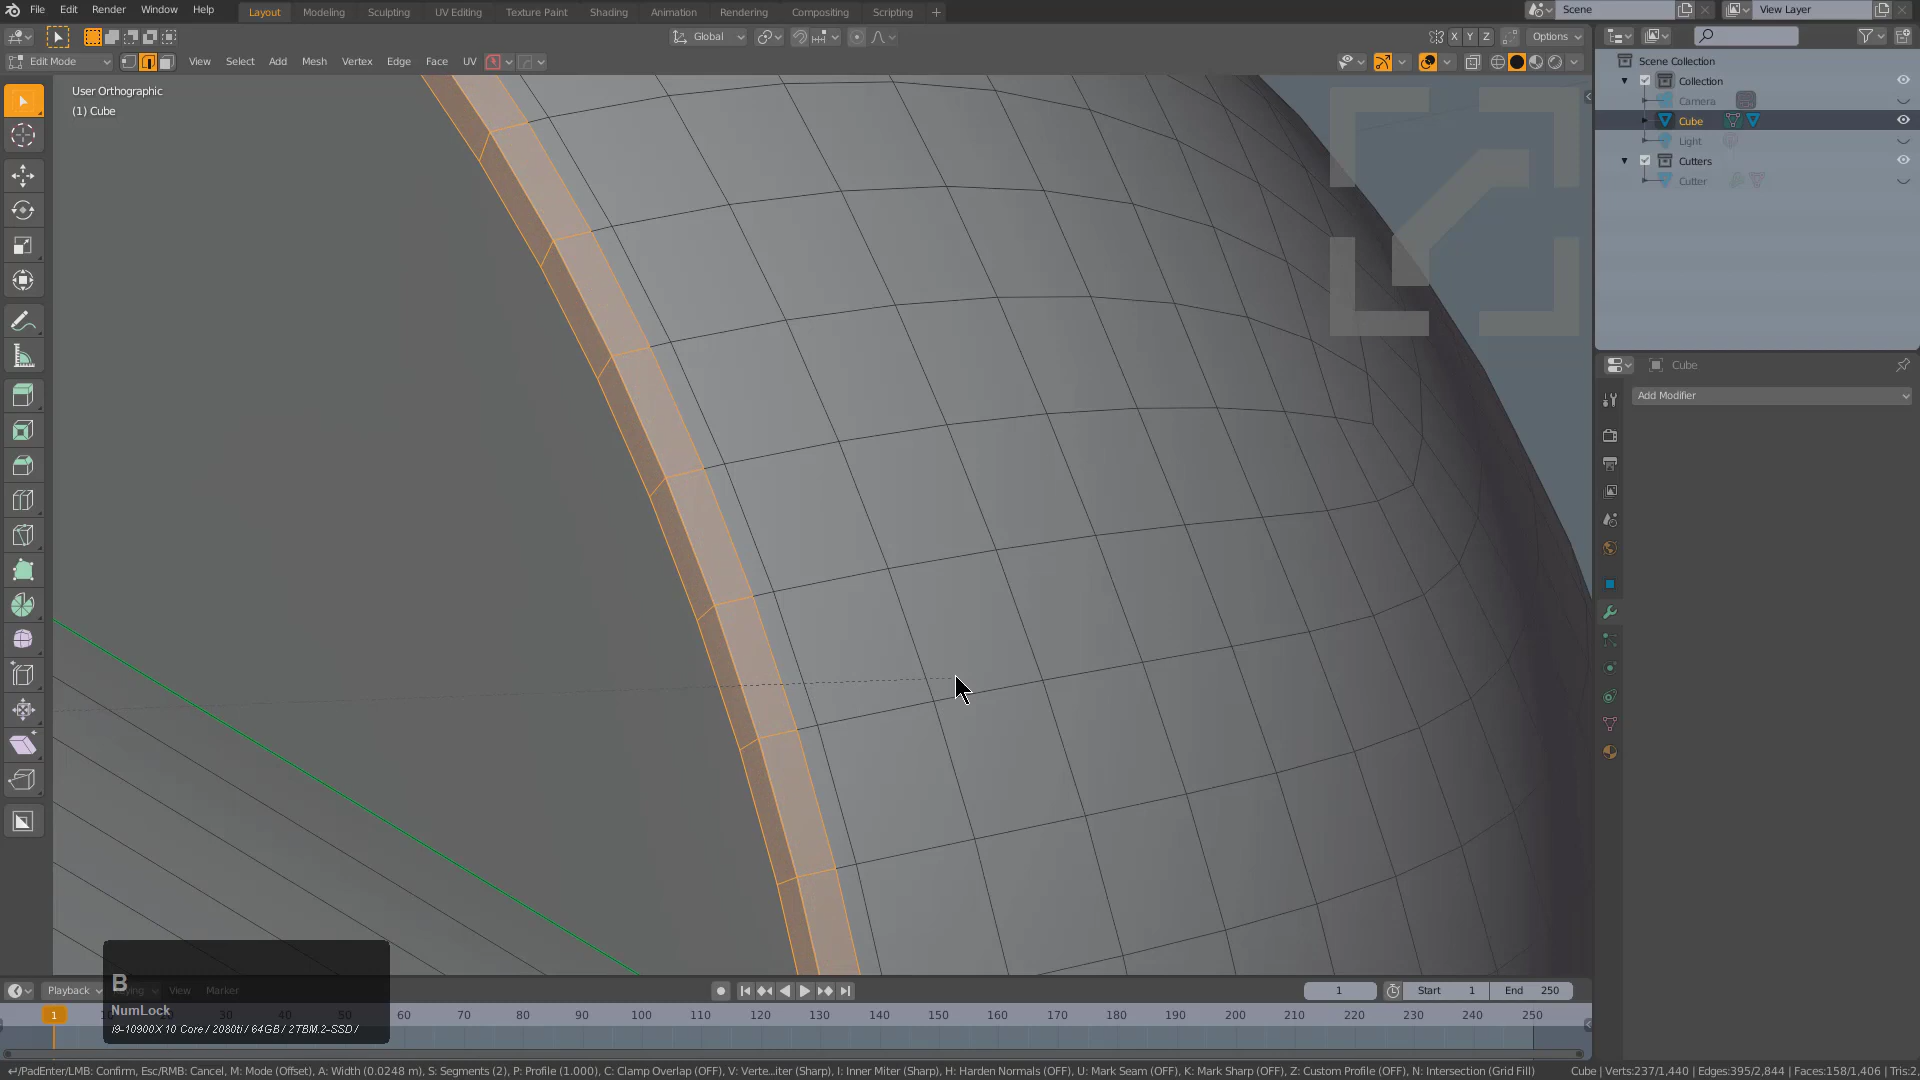 File Edit Render Window Help
Layout Modeling Sculpting UV Editing Texture Paint Shading Animation Rendering Compositing Scripting +
Scene View Layer
Global X Y Z Options
Edit Mode View Select Add Mesh Vertex Edge Face UV
User Orthographic
(1) Cube
Scene Collection
Collection
Camera
Cube
Light
Cutters
Cutter
Cube
Add Modifier
B
NumLock
i9-10900X 10 Core / 2080ti / 64GB / 2TBM.2-SSD /
Playback View Marker
1 Start 1 End 250
1 30 40 50 60 70 80 90 100 110 120 130 140 150 160 170 180 190 200 210 220 230 240 250
↵/PadEnter/LMB: Confirm, Esc/RMB: Cancel, M: Mode (Offset), A: Width (0.0248 m), S: Segments (2), P: Profile (1.000), C: Clamp Overlap (OFF), V: Verte...iter (Sharp), I: Inner Miter (Sharp), H: Harden Normals (OFF), U: Mark Seam (OFF), K: Mark Sharp (OFF), Z: Custom Profile (OFF), N: Intersection (Grid Fill)
Cube | Verts:237/1,440 | Edges:395/2,844 | Faces:158/1,406 | Tris:2,